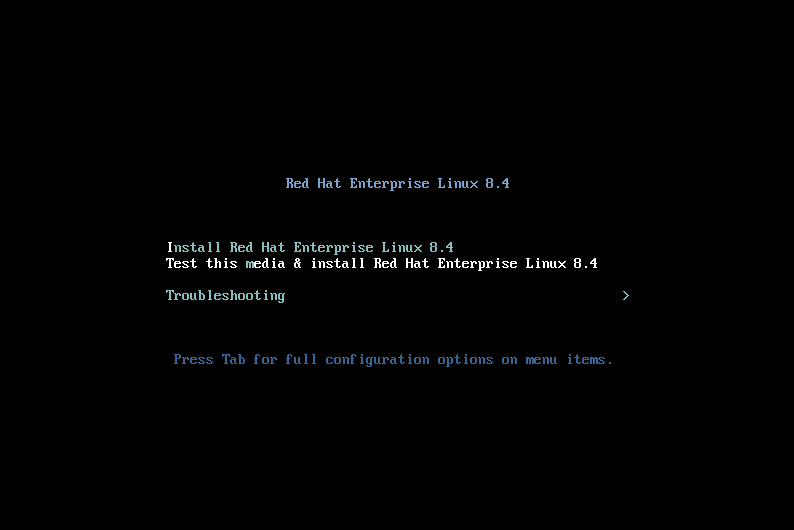 Red Hat Enterprise Linux 8.4
Install Red Hat Enterprise Linux 8.4
Test this media & install Red Hat Enterprise Linux 8.4
Troubleshooting >
Press Tab for full configuration options on menu items.